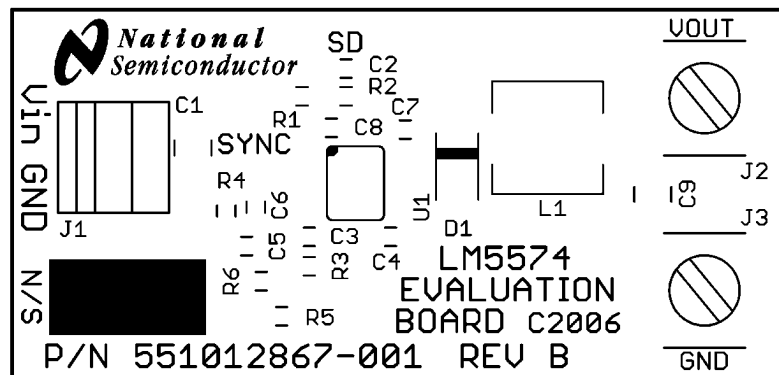 National
Semiconductor
SD
VOUT
C2
R2
Vin GND
C1
R1
C7
C8
SYNC
R4
J2
C9
C6
U1
L1
J3
J1
D1
C5
C3
C4
R3
R6
LM5574
EVALUATION
BOARD C2006
N/S
R5
P/N 551012867-001 REV B
GND